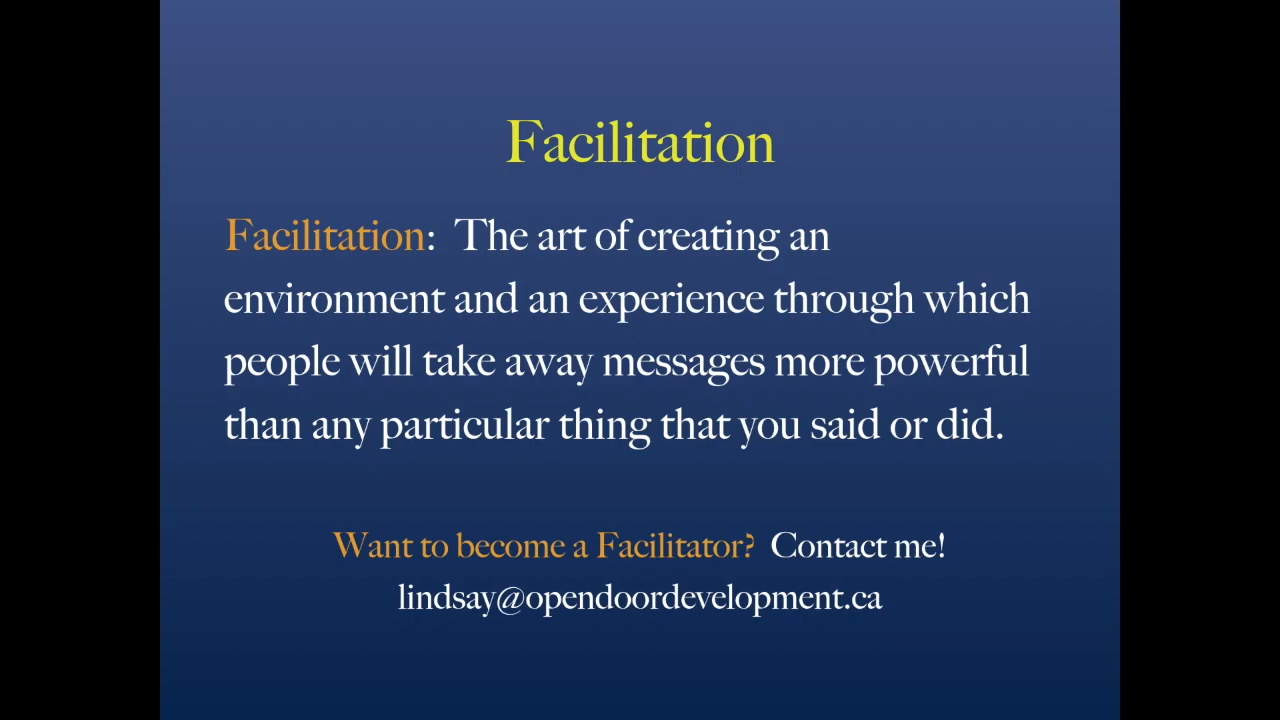 Facilitation
Facilitation:  The art of creating an
environment and an experience through which
people will take away messages more powerful
than any particular thing that you said or did.
Want to become a Facilitator?  Contact me!
lindsay@opendoordevelopment.ca